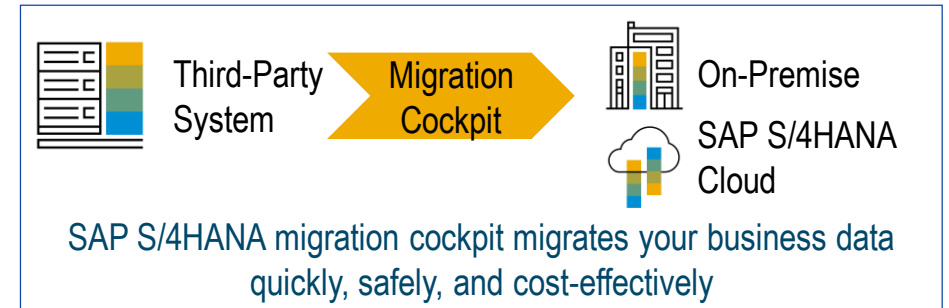 Third-Party
System
Migration
Cockpit
On-Premise
SAP S/4HANA
Cloud
SAP S/4HANA migration cockpit migrates your business data
quickly, safely, and cost-effectively